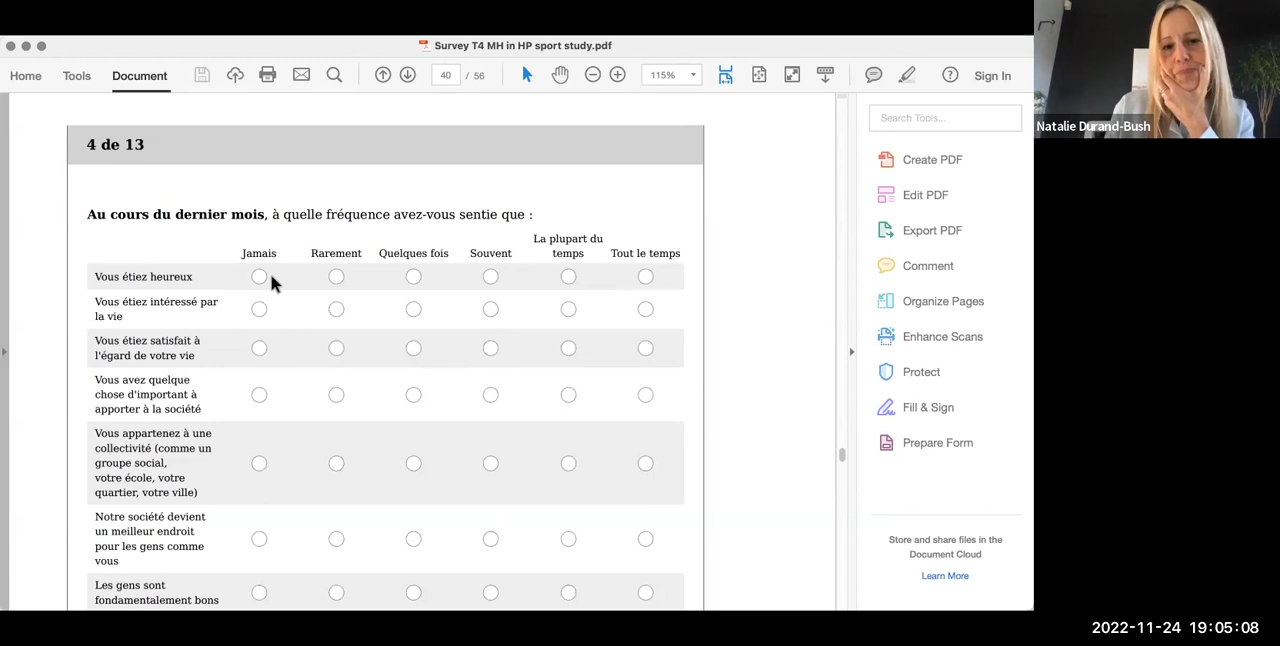 Survey T4 MH in HP sport study.pdf
Home Tools Document 40 / 56 115% Sign In
Natalie Durand-Bush
4 de 13
Au cours du dernier mois, à quelle fréquence avez-vous sentie que :
Jamais Rarement Quelques fois Souvent La plupart du
temps Tout le temps
Vous étiez heureux
Vous étiez intéressé par
la vie
Vous étiez satisfait à
l'égard de votre vie
Vous avez quelque
chose d'important à
apporter à la société
Vous appartenez à une
collectivité (comme un
groupe social,
votre école, votre
quartier, votre ville)
Notre société devient
un meilleur endroit
pour les gens comme
vous
Les gens sont
fondamentalement bons
Search Tools...
Create PDF
Edit PDF
Export PDF
Comment
Organize Pages
Enhance Scans
Protect
Fill & Sign
Prepare Form
Store and share files in the
Document Cloud
Learn More
2022-11-24 19:05:08